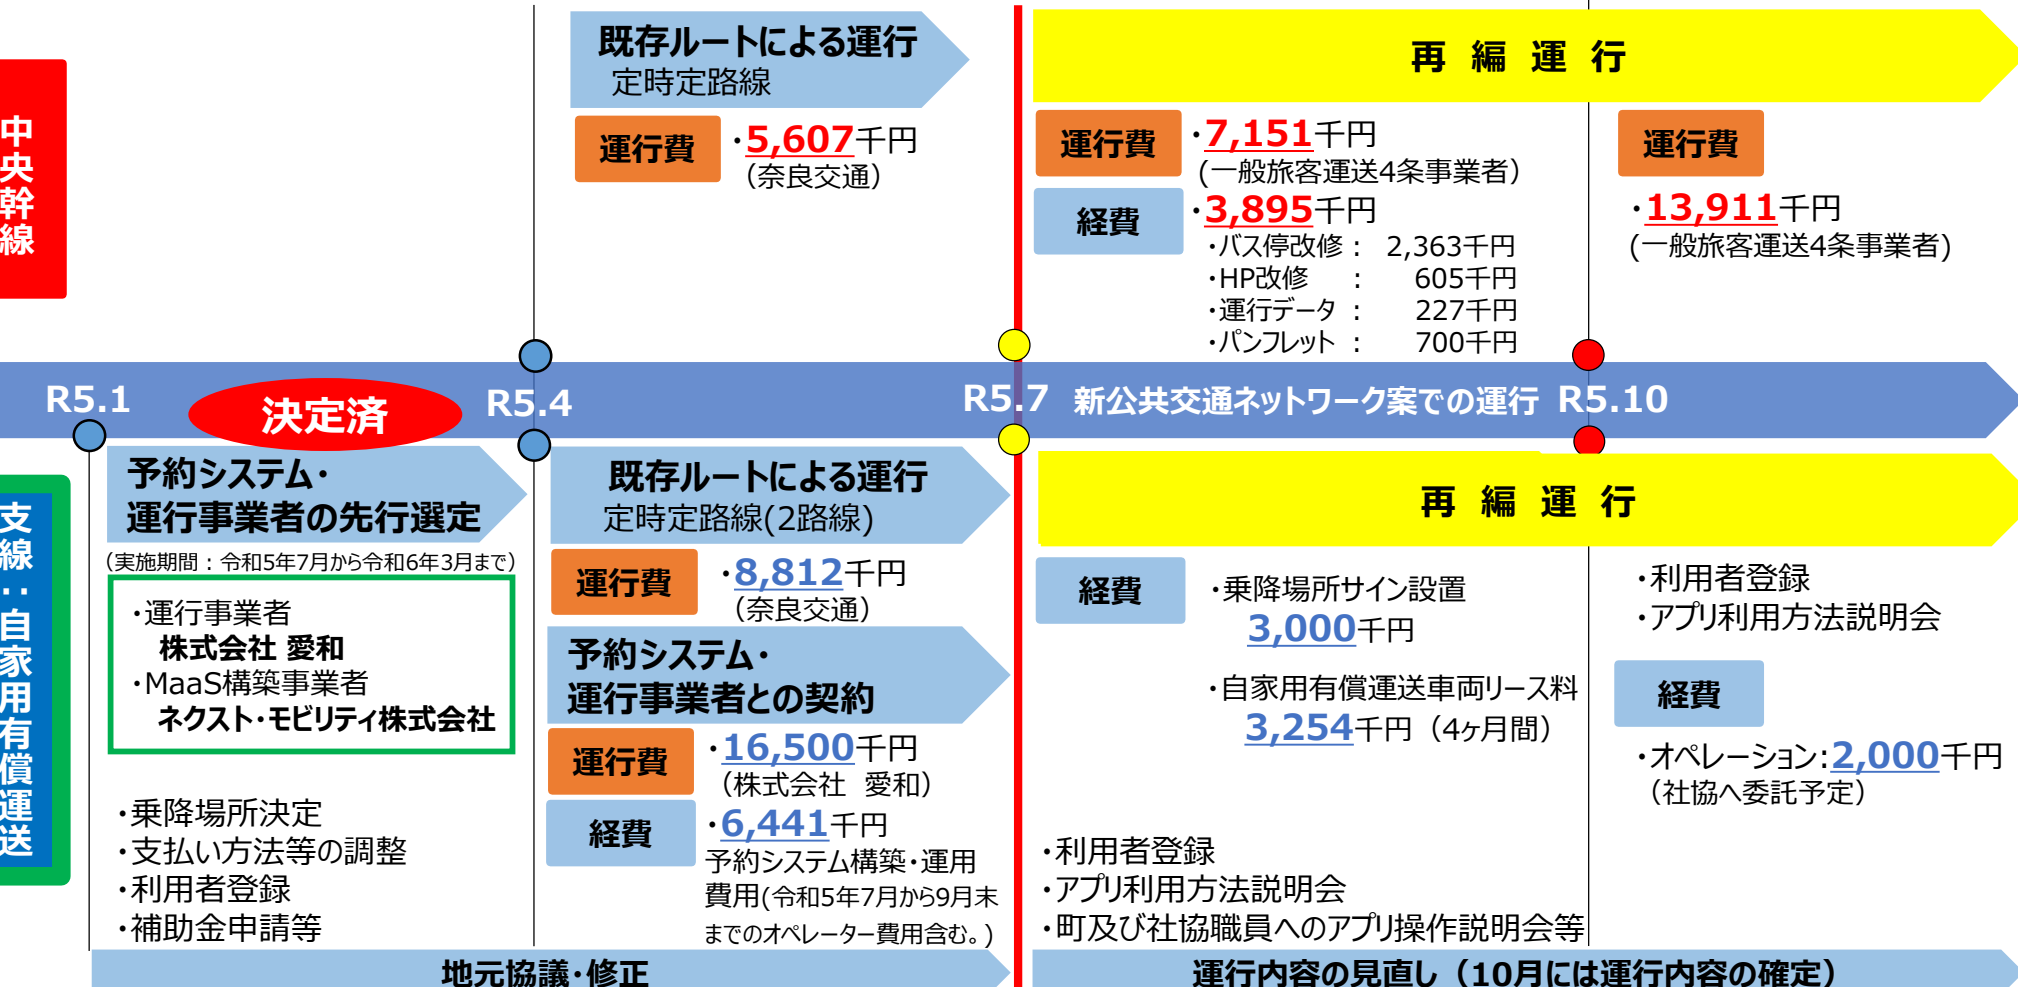 中央幹線
既存ルートによる運行
定時定路線
運行費
・5,607千円
（奈良交通）
再編運行
運行費
・7,151千円
(一般旅客運送4条事業者)
経費
・3,895千円
・バス停改修： 2,363千円
・HP改修 ： 605千円
・運行データ ： 227千円
・パンフレット ： 700千円
運行費
・13,911千円
(一般旅客運送4条事業者)
R5.1
決定済
R5.4
R5.7
新公共交通ネットワーク案での運行
R5.10
支線：自家用有償運送
予約システム・
運行事業者の先行選定
（実施期間：令和5年7月から令和6年3月まで）
・運行事業者
株式会社 愛和
・MaaS構築事業者
ネクスト・モビリティ株式会社
・乗降場所決定
・支払い方法等の調整
・利用者登録
・補助金申請等
既存ルートによる運行
定時定路線(2路線)
運行費
・8,812千円
（奈良交通）
予約システム・
運行事業者との契約
運行費
・16,500千円
（株式会社 愛和）
経費
・6,441千円
予約システム構築・運用
費用(令和5年7月から9月末
までのオペレーター費用含む。)
再編運行
経費
・乗降場所サイン設置
3,000千円
・自家用有償運送車両リース料
3,254千円（4ヶ月間）
・利用者登録
・アプリ利用方法説明会
・町及び社協職員へのアプリ操作説明会等
・利用者登録
・アプリ利用方法説明会
経費
・オペレーション:2,000千円
（社協へ委託予定）
地元協議・修正
運行内容の見直し（10月には運行内容の確定）